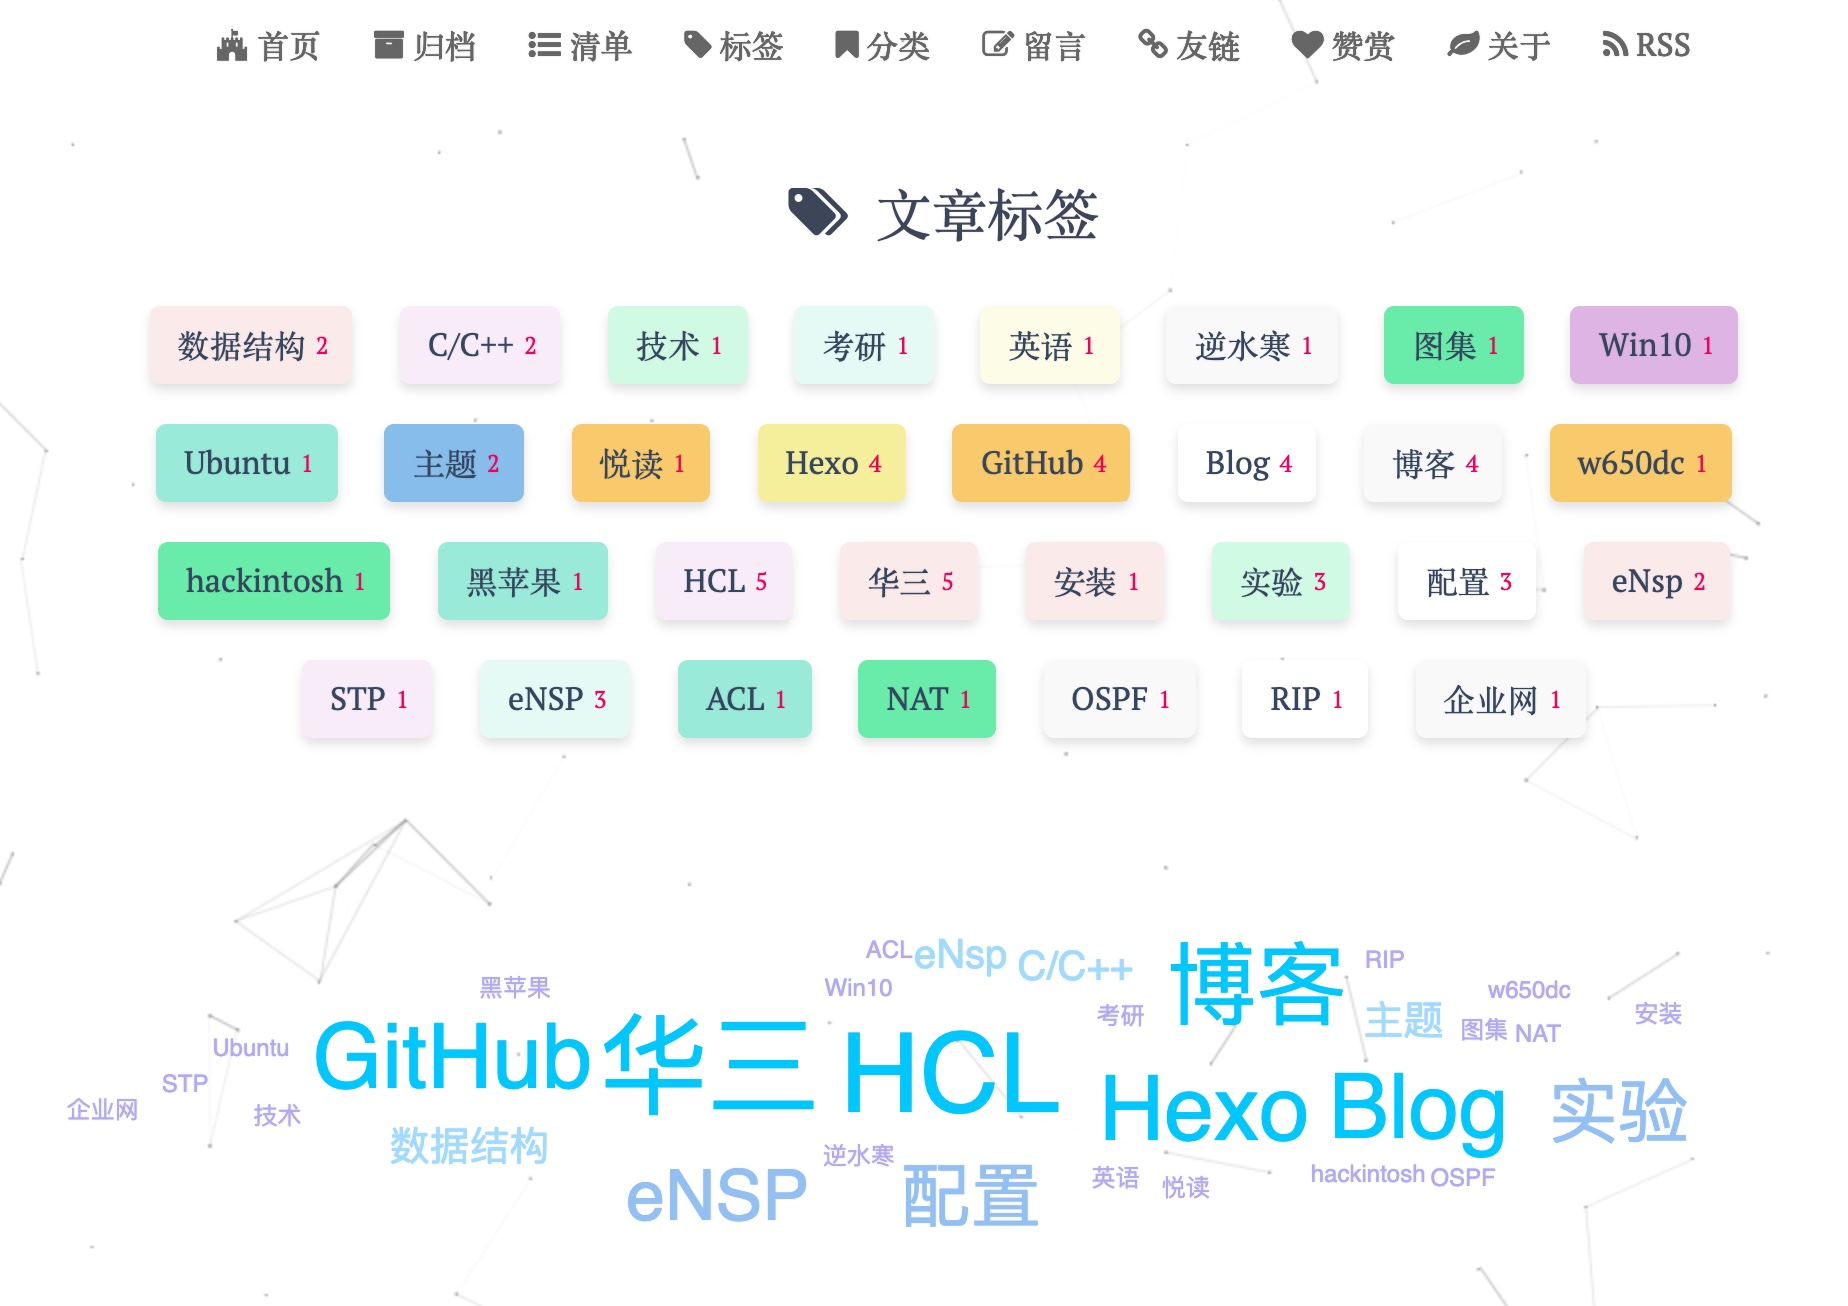 首页 归档 清单 标签 分类 留言 友链 赞赏 关于 RSS
文章标签
数据结构 2 C/C++ 2 技术 1 考研 1 英语 1 逆水寒 1 图集 1 Win10 1
Ubuntu 1 主题 2 悦读 1 Hexo 4 GitHub 4 Blog 4 博客 4 w650dc 1
hackintosh 1 黑苹果 1 HCL 5 华三 5 安装 1 实验 3 配置 3 eNsp 2
STP 1 eNSP 3 ACL 1 NAT 1 OSPF 1 RIP 1 企业网 1
ACL eNsp C/C++ 博客 RIP
黑苹果 Win10 考研 主题 w650dc 图集 NAT 安装
Ubuntu GitHub 华三 HCL
企业网 STP 技术 Hexo Blog 实验
数据结构 逆水寒 英语 悦读 hackintosh OSPF
eNSP 配置